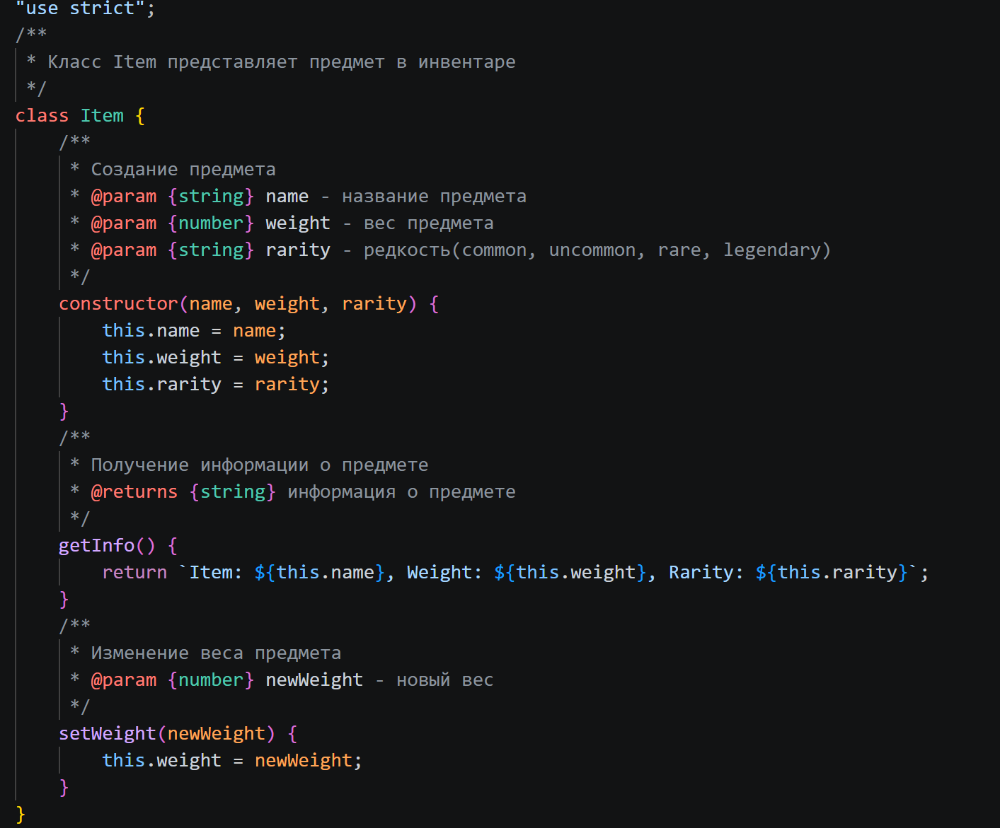 "use strict";
/**
 * Класс Item представляет предмет в инвентаре
 */
class Item {
    /**
     * Создание предмета
     * @param {string} name - название предмета
     * @param {number} weight - вес предмета
     * @param {string} rarity - редкость(common, uncommon, rare, legendary)
     */
    constructor(name, weight, rarity) {
        this.name = name;
        this.weight = weight;
        this.rarity = rarity;
    }
    /**
     * Получение информации о предмете
     * @returns {string} информация о предмете
     */
    getInfo() {
        return `Item: ${this.name}, Weight: ${this.weight}, Rarity: ${this.rarity}`;
    }
    /**
     * Изменение веса предмета
     * @param {number} newWeight - новый вес
     */
    setWeight(newWeight) {
        this.weight = newWeight;
    }
}